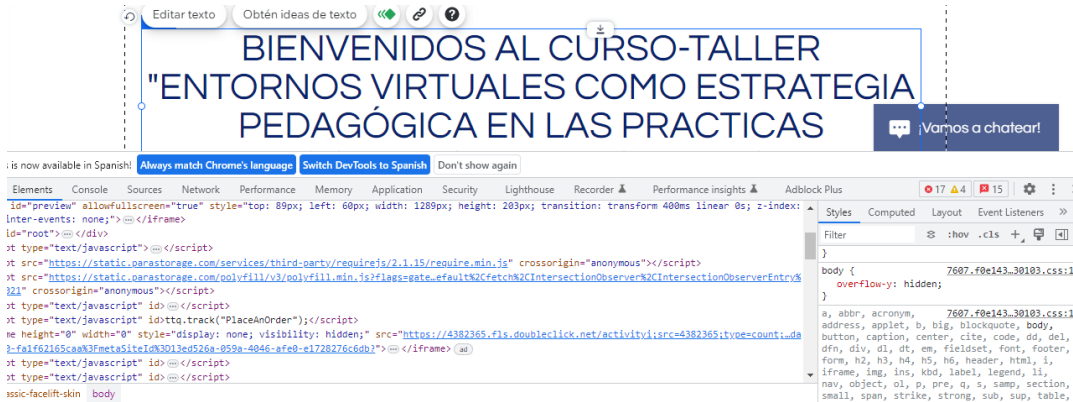 Editar texto Obtén ideas de texto
BIENVENIDOS AL CURSO-TALLER
"ENTORNOS VIRTUALES COMO ESTRATEGIA
PEDAGÓGICA EN LAS PRACTICAS
¡Vamos a chatear!
s is now available in Spanish! Always match Chrome's language Switch DevTools to Spanish Don't show again
Elements Console Sources Network Performance Memory Application Security Lighthouse Recorder Performance insights Adblock Plus 17 4 15
id="preview" allowfullscreen="true" style="top: 89px; left: 60px; width: 1289px; height: 203px; transition: transform 400ms linear 0s; z-index:
inter-events: none;">…</iframe>
id="root">…</div>
pt type="text/javascript">…</script>
pt src="https://static.parastorage.com/services/third-party/requirejs/2.1.15/require.min.js" crossorigin="anonymous"></script>
pt src="https://static.parastorage.com/polyfill/v3/polyfill.min.js?flags=gate…efault%2Cfetch%2CIntersectionObserver%2CIntersectionObserverEntry%
021" crossorigin="anonymous"></script>
pt type="text/javascript" id>…</script>
pt type="text/javascript" id>ttq.track("PlaceAnOrder");</script>
me height="0" width="0" style="display: none; visibility: hidden;" src="https://4382365.fls.doubleclick.net/activityi;src=4382365;type=count;…da
0-fa1f62165caa%3FmetaSiteId%3D13ed526a-059a-4046-afe0-e1728276c6db?">…</iframe> ad
pt type="text/javascript" id>…</script>
pt type="text/javascript" id>…</script>
assic-facelift-skin body
Styles Computed Layout Event Listeners »
Filter :hov .cls +
}
body { 7607.f0e143…30103.css:1
overflow-y: hidden;
}
a, abbr, acronym, 7607.f0e143…30103.css:1
address, applet, b, big, blockquote, body,
button, caption, center, cite, code, dd, del,
dfn, div, dl, dt, em, fieldset, font, footer,
form, h2, h3, h4, h5, h6, header, html, i,
iframe, img, ins, kbd, label, legend, li,
nav, object, ol, p, pre, q, s, samp, section,
small, span, strike, strong, sub, sup, table,